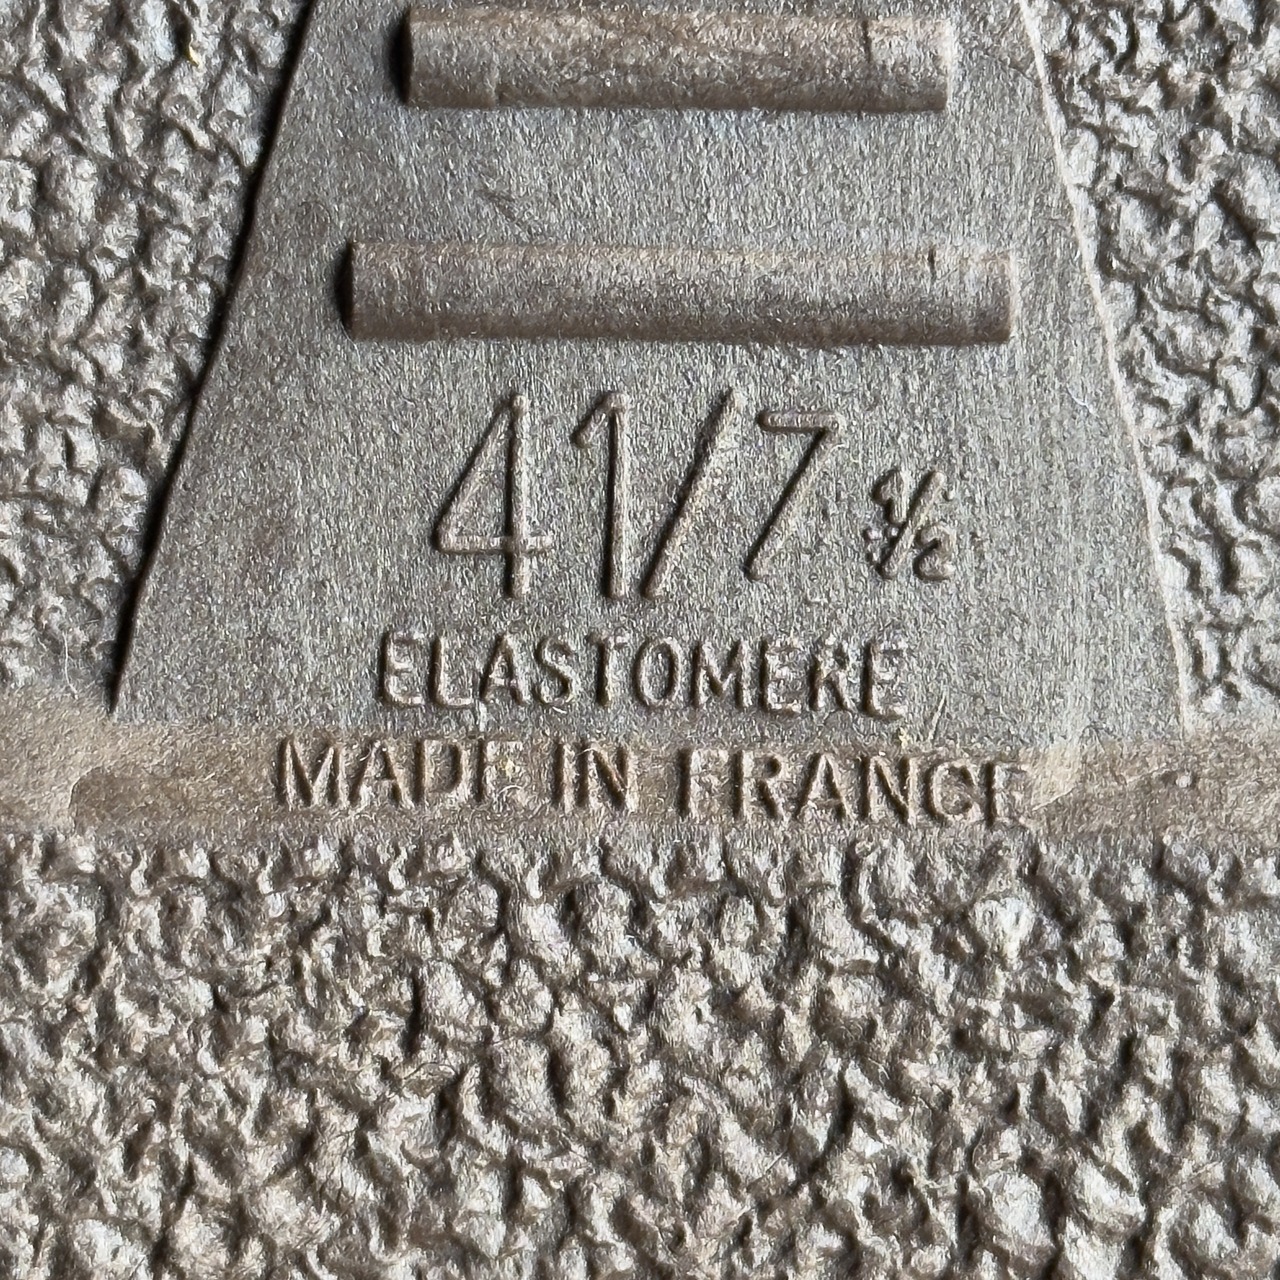 41/7 ½
ELASTOMERE
MADE IN FRANCE